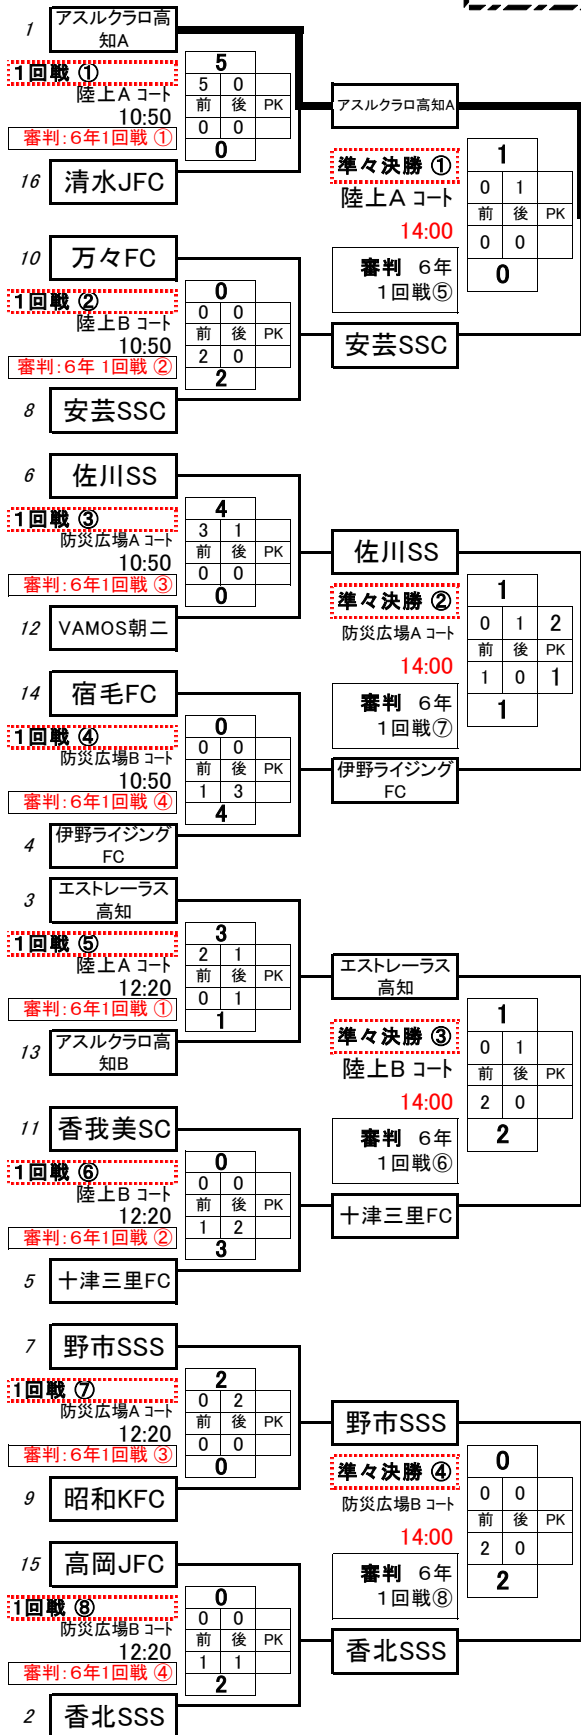 1
アスルクラロ高
知A
1回戦 ①
陸上A コート
10:50
審判:6年1回戦 ①
5
5 0
前 後 PK
0 0
0
16 清水JFC
アスルクラロ高知A
準々決勝 ①
陸上A コート
14:00
審判 6年
1回戦⑤
1
0 1
前 後 PK
0 0
0
安芸SSC
10 万々FC
1回戦 ②
陸上B コート
10:50
審判:6年 1回戦 ②
0
0 0
前 後 PK
2 0
2
8 安芸SSC
6 佐川SS
1回戦 ③
防災広場A コート
10:50
審判:6年1回戦 ③
4
3 1
前 後 PK
0 0
0
12 VAMOS朝二
佐川SS
準々決勝 ②
防災広場A コート
14:00
審判 6年
1回戦⑦
1
0 1 2
前 後 PK
1 0 1
1
伊野ライジング
FC
14 宿毛FC
1回戦 ④
防災広場B コート
10:50
審判:6年1回戦 ④
0
0 0
前 後 PK
1 3
4
4
伊野ライジング
FC
3
エストレーラス
高知
1回戦 ⑤
陸上A コート
12:20
審判:6年1回戦 ①
3
2 1
前 後 PK
0 1
1
13
アスルクラロ高
知B
エストレーラス
高知
準々決勝 ③
陸上B コート
14:00
審判 6年
1回戦⑥
1
0 1
前 後 PK
2 0
2
十津三里FC
11 香我美SC
1回戦 ⑥
陸上B コート
12:20
審判:6年1回戦 ②
0
0 0
前 後 PK
1 2
3
5 十津三里FC
7 野市SSS
1回戦 ⑦
防災広場A コート
12:20
審判:6年1回戦 ③
2
0 2
前 後 PK
0 0
0
9 昭和KFC
野市SSS
準々決勝 ④
防災広場B コート
14:00
審判 6年
1回戦⑧
0
0 0
前 後 PK
2 0
2
香北SSS
15 高岡JFC
1回戦 ⑧
防災広場B コート
12:20
審判:6年1回戦 ④
0
0 0
前 後 PK
1 1
2
2 香北SSS